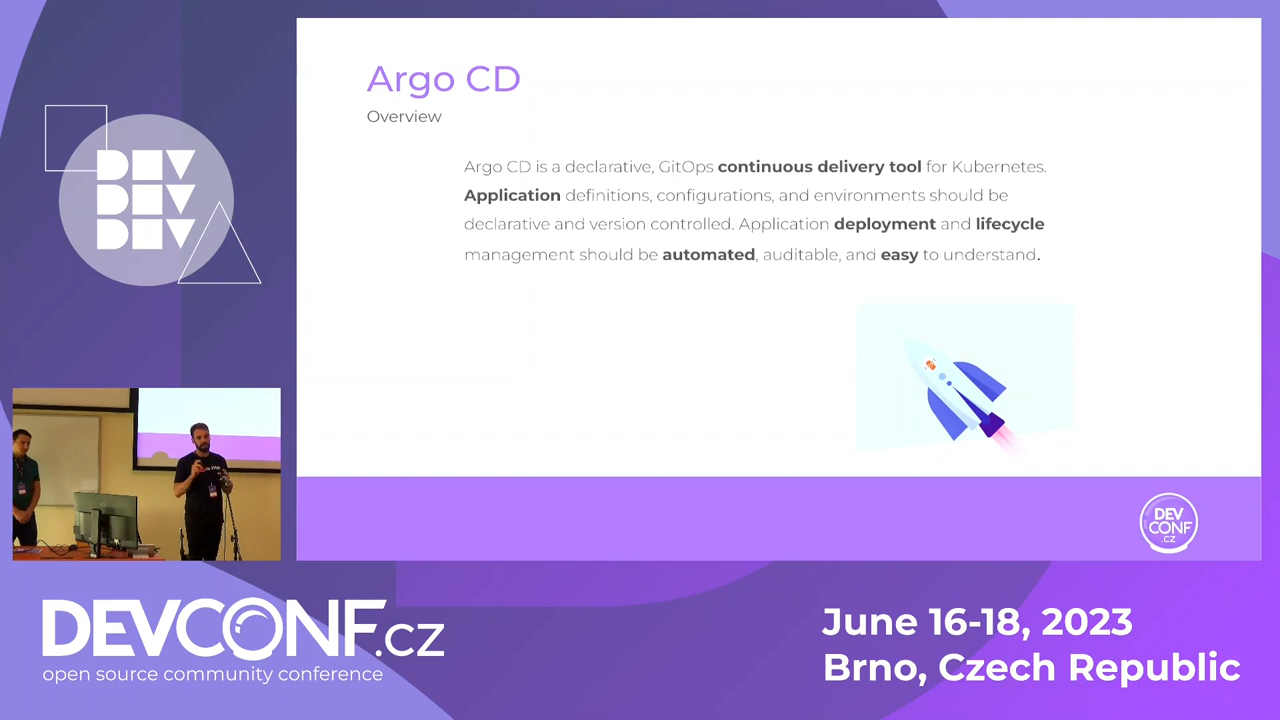 Argo CD
Overview
Argo CD is a declarative, GitOps continuous delivery tool for Kubernetes.
Application definitions, configurations, and environments should be
declarative and version controlled. Application deployment and lifecycle
management should be automated, auditable, and easy to understand.
DEV
DEV
DEV
DEV
CONF
.CZ
DEVCONF.cz
open source community conference
June 16-18, 2023
Brno, Czech Republic